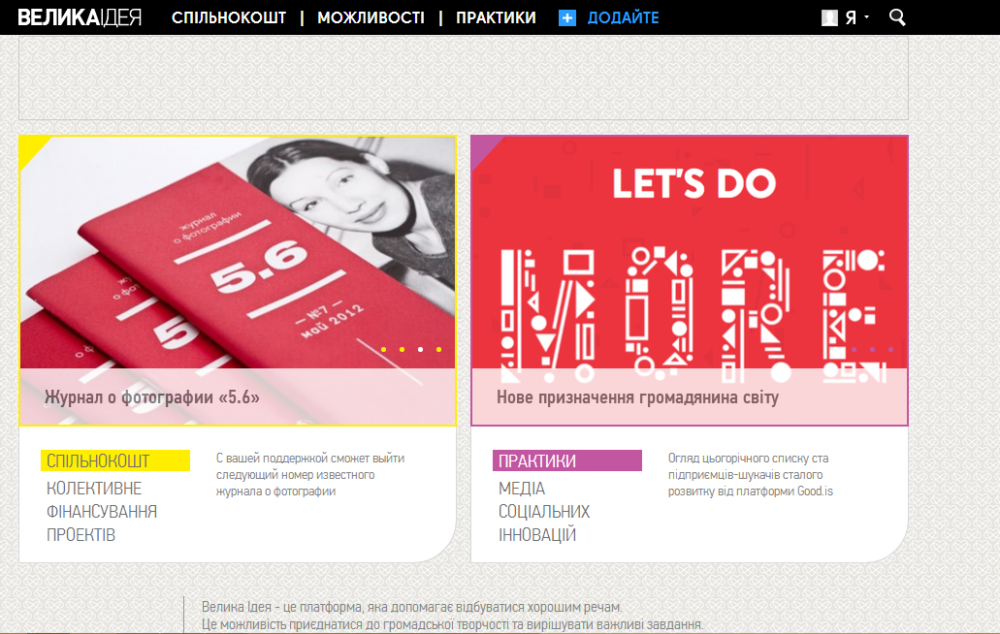 ВЕЛИКАІДЕЯ СПІЛЬНОКОШТ | МОЖЛИВОСТІ | ПРАКТИКИ ДОДАЙТЕ Я
журнал
о фотографии
5.6
– №7 –
май 2012
Журнал о фотографии «5.6»
LET'S DO
MORE
Нове призначення громадянина світу
СПІЛЬНОКОШТ
КОЛЕКТИВНЕ
ФІНАНСУВАННЯ
ПРОЕКТІВ
С вашей поддержкой сможет выйти
следующий номер известного
журнала о фотографии
ПРАКТИКИ
МЕДІА
СОЦІАЛЬНИХ
ІННОВАЦІЙ
Огляд цьогорічного списку ста
підприємців-шукачів сталого
розвитку від платформи Good.is
Велика Ідея - це платформа, яка допомагає відбуватися хорошим речам.
Це можливість приєднатися до громадської творчості та вирішувати важливі завдання.